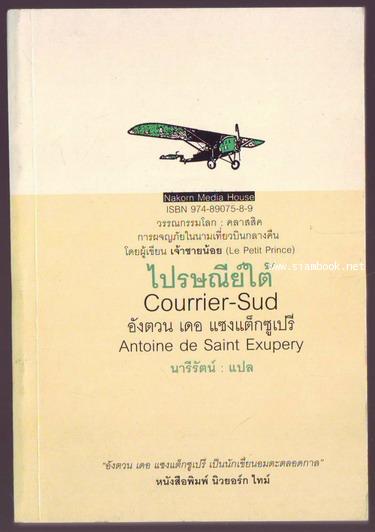 Nakorn Media House
ISBN 974-89075-8-9
วรรณกรรมโลก : คลาสสิค
การผจญภัยในนามเที่ยวบินกลางคืน
โดยผู้เขียน เจ้าชายน้อย (Le Petit Prince)
ไปรษณีย์ใต้
www.siambook.net
Courrier-Sud
อังตวน เดอ แซงแต็กซูเปรี
Antoine de Saint Exupery
นารีรัตน์ : แปล
"อังตวน เดอ แซงแต็กซูเปรี เป็นนักเขียนอมตะตลอดกาล"
หนังสือพิมพ์ นิวยอร์ก ไทม์